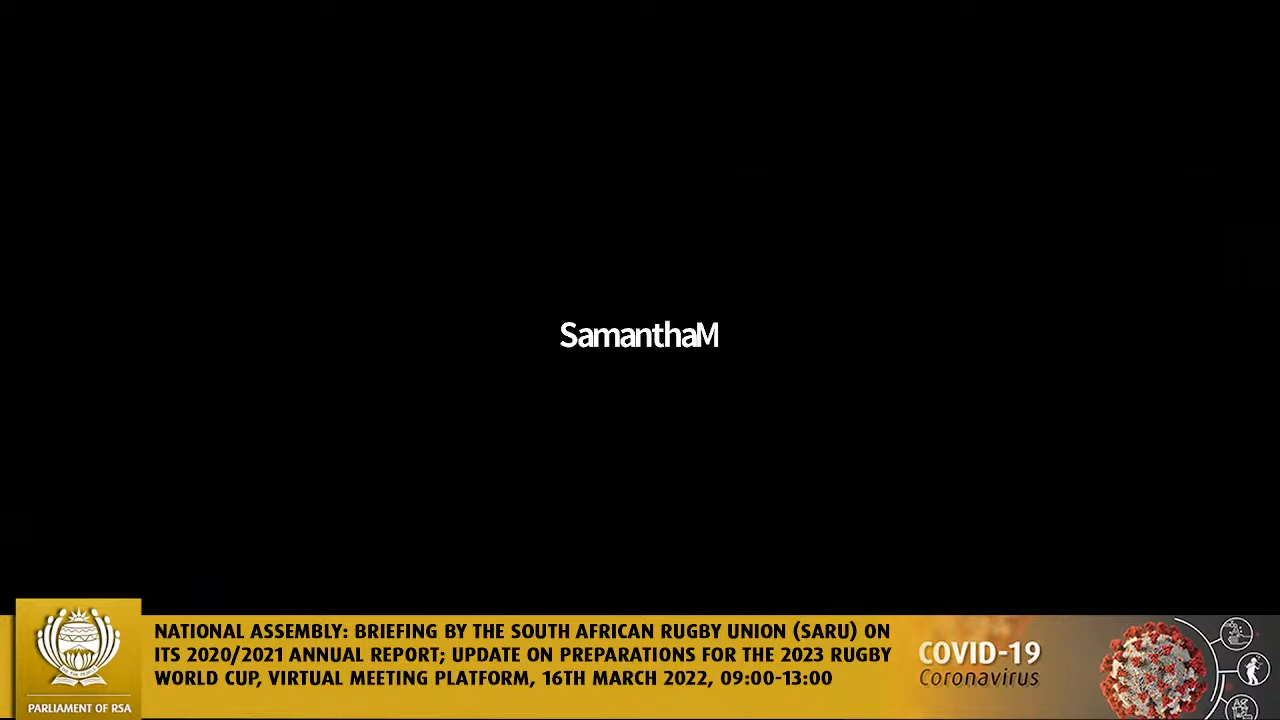 SamanthaM
NATIONAL ASSEMBLY: BRIEFING BY THE SOUTH AFRICAN RUGBY UNION (SARU) ON
ITS 2020/2021 ANNUAL REPORT; UPDATE ON PREPARATIONS FOR THE 2023 RUGBY
WORLD CUP, VIRTUAL MEETING PLATFORM, 16TH MARCH 2022, 09:00-13:00
PARLIAMENT OF RSA
COVID-19
Coronavirus